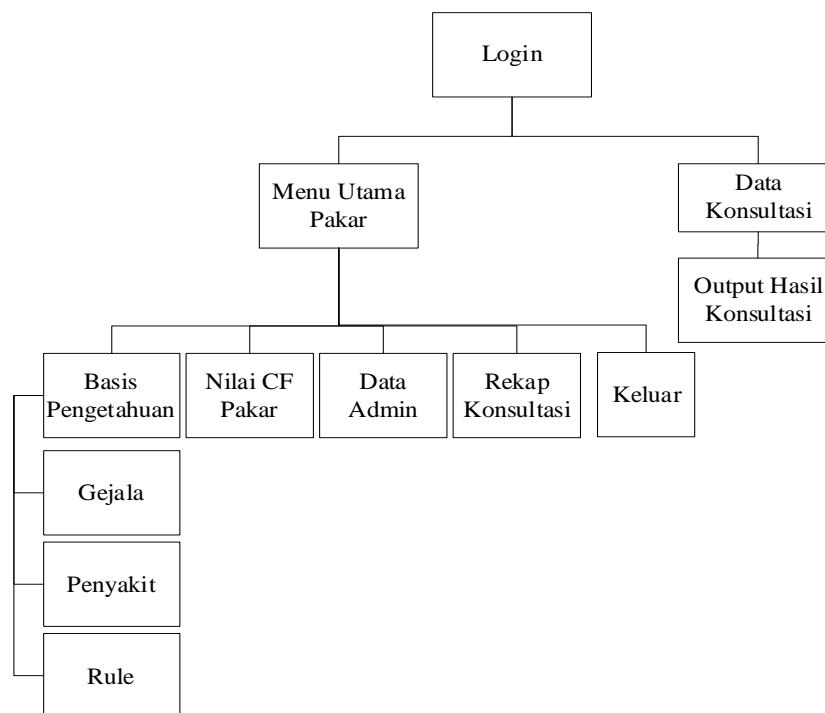 Login
Menu Utama
Pakar
Data
Konsultasi
Output Hasil
Konsultasi
Basis
Pengetahuan
Nilai CF
Pakar
Data
Admin
Rekap
Konsultasi
Keluar
Gejala
Penyakit
Rule